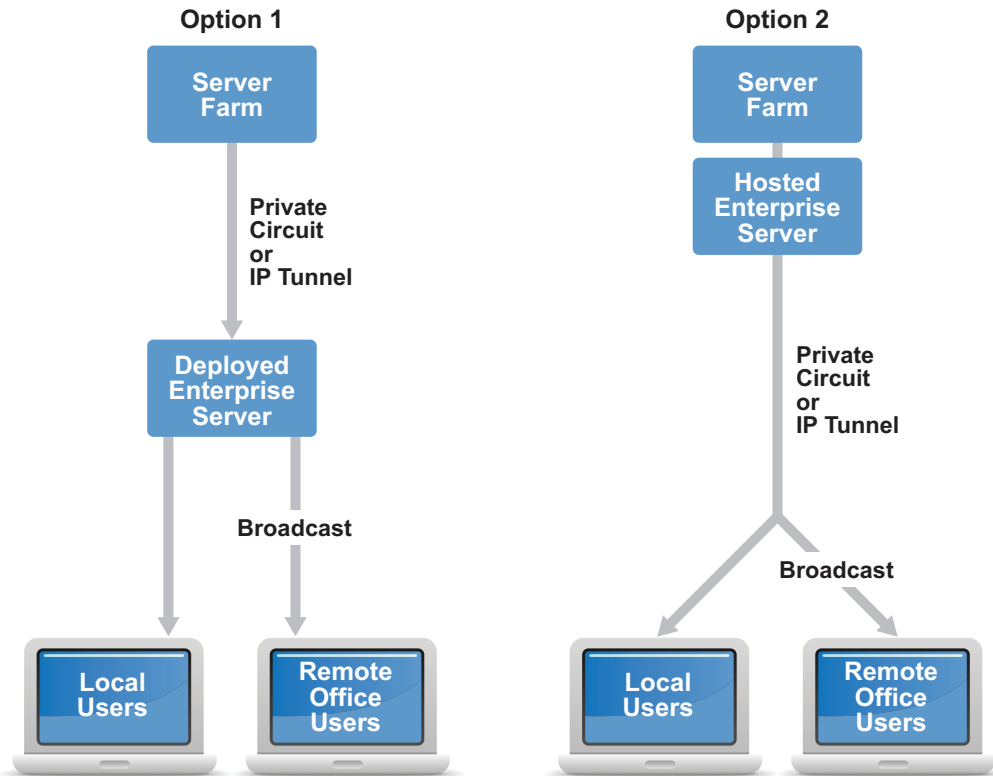 Option 1
Server
Farm
Private
Circuit
or
IP Tunnel
Deployed
Enterprise
Server
Broadcast
Local
Users
Remote
Office
Users
Option 2
Server
Farm
Hosted
Enterprise
Server
Private
Circuit
or
IP Tunnel
Broadcast
Local
Users
Remote
Office
Users